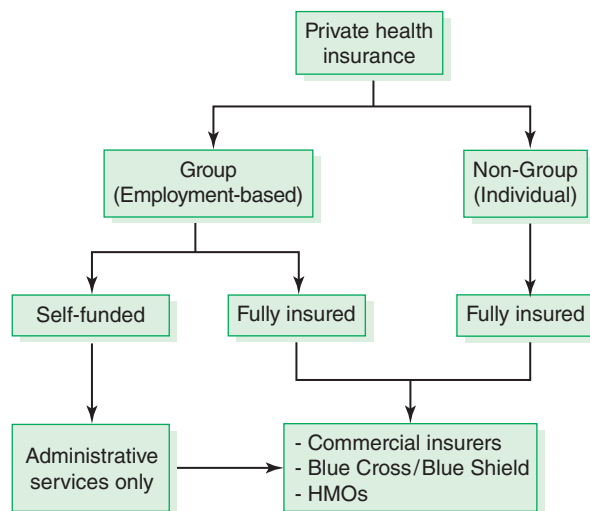 Private health
insurance
Group
(Employment-based)
Non-Group
(Individual)
Self-funded
Fully insured
Fully insured
Administrative
services only
- Commercial insurers
- Blue Cross/Blue Shield
- HMOs